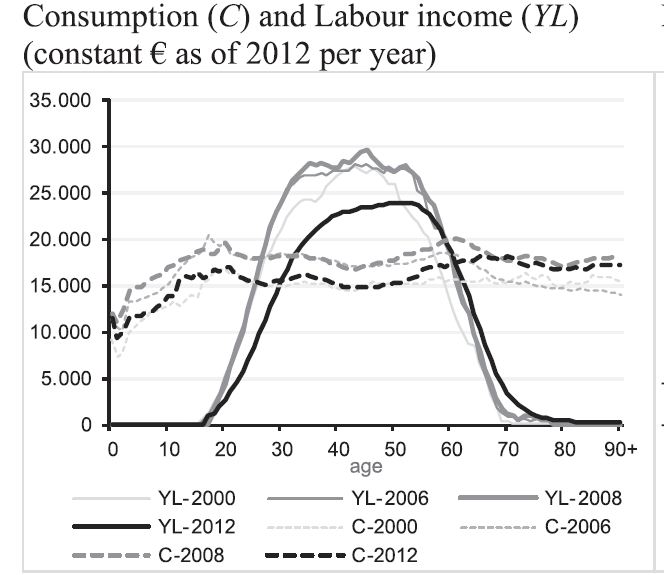 Consumption (C) and Labour income (YL)
(constant € as of 2012 per year)
35.000
30.000
25.000
20.000
15.000
10.000
5.000
0
0 10 20 30 40 50 60 70 80 90+
age
YL-2000 YL-2006 YL-2008
YL-2012 C-2000 C-2006
C-2008 C-2012